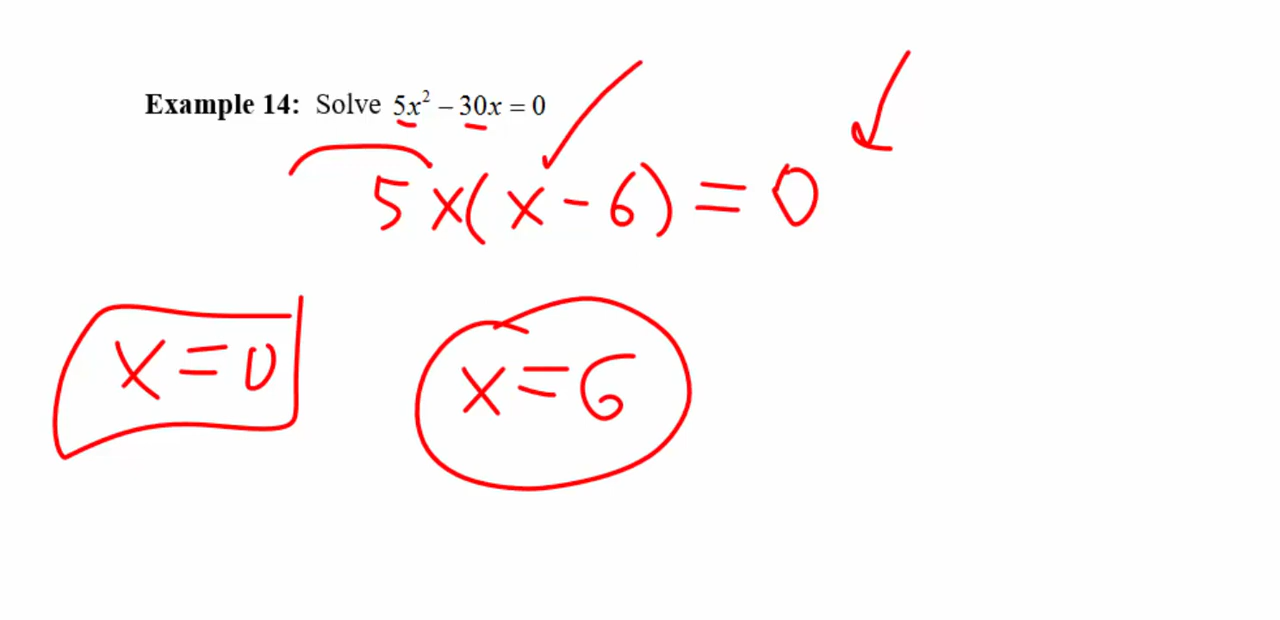 Example 14: Solve 5x² − 30x = 0
5x(x − 6) = 0
x = 0
x = 6